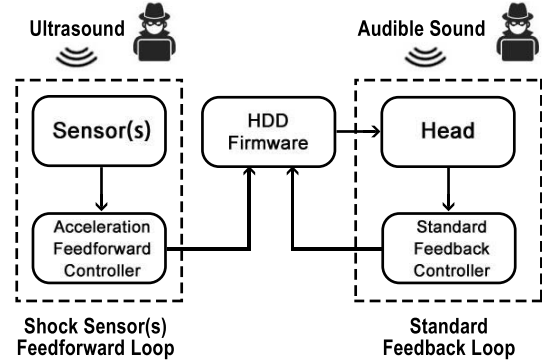 Ultrasound
Audible Sound
Sensor(s)
HDD
Firmware
Head
Acceleration
Feedforward
Controller
Standard
Feedback
Controller
Shock Sensor(s)
Feedforward Loop
Standard
Feedback Loop